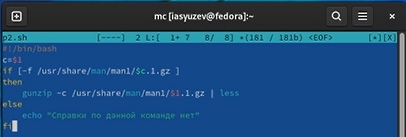 mc [iasyuzev@fedora]:~
p2.sh [----] 2 L:[ 1+ 7 8/ 8] *(181 / 181b) <EOF> [*][X]
#!/bin/bash
c=$1
if [-f /usr/share/man/man1/$c.1.gz ]
then
gunzip -c /usr/share/man/man1/$1.1.gz | less
else
echo "Справки по данной команде нет"
fi